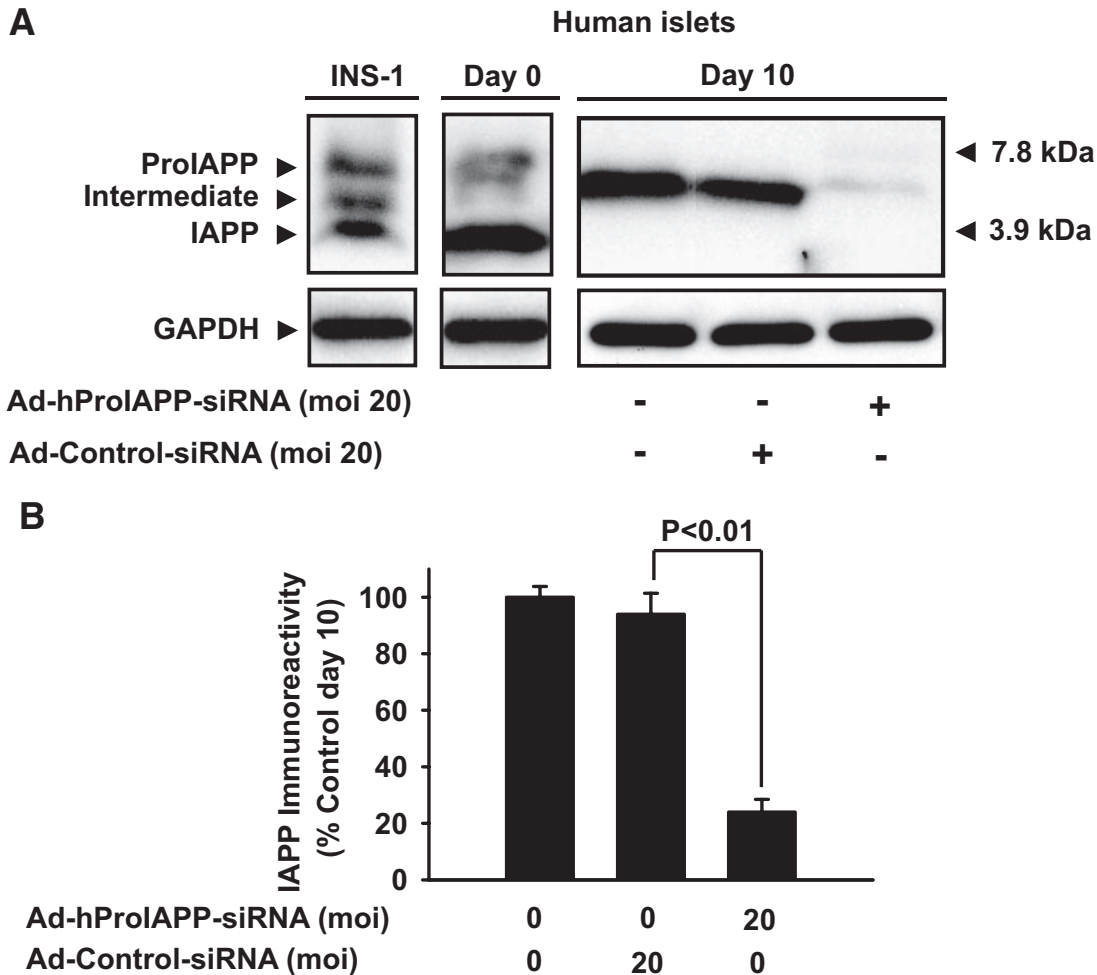 A
Human islets
INS-1
Day 0
Day 10
ProIAPP ►
Intermediate ►
IAPP ►
◄ 7.8 kDa
◄ 3.9 kDa
GAPDH ►
Ad-hProIAPP-siRNA (moi 20) - - +
Ad-Control-siRNA (moi 20) - + -
B
P<0.01
IAPP Immunoreactivity
(% Control day 10)
100
80
60
40
20
0
Ad-hProIAPP-siRNA (moi) 0 0 20
Ad-Control-siRNA (moi) 0 20 0